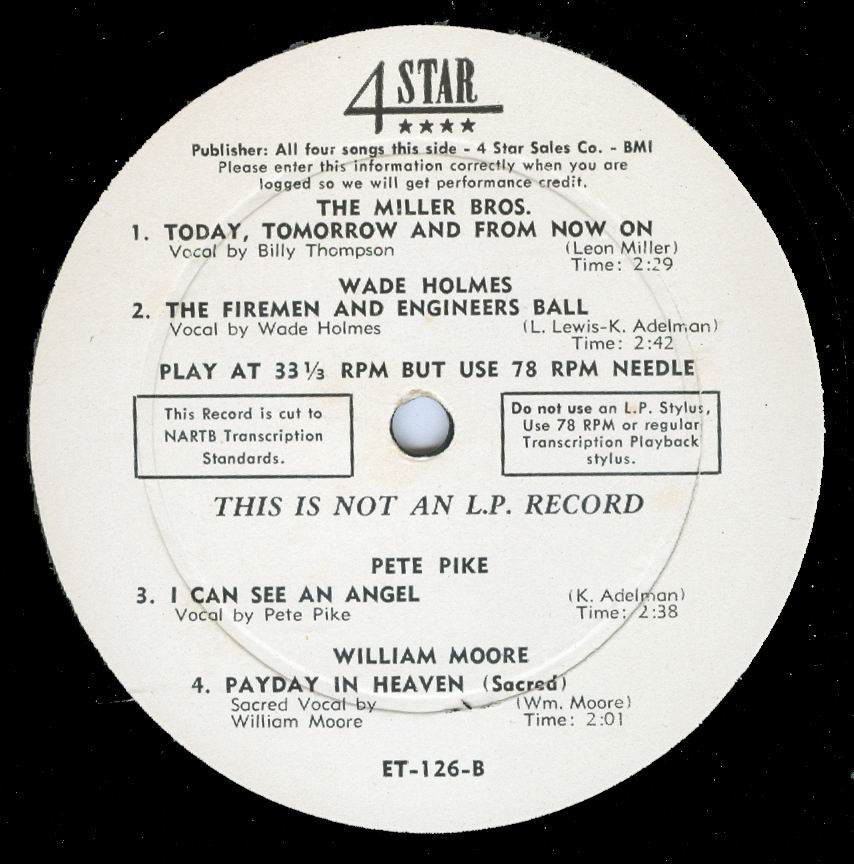 4 STAR
★★★★
Publisher: All four songs this side - 4 Star Sales Co. - BMI
Please enter this information correctly when you are
logged so we will get performance credit.
THE MILLER BROS.
1. TODAY, TOMORROW AND FROM NOW ON
Vocal by Billy Thompson (Leon Miller)
Time: 2:29
WADE HOLMES
2. THE FIREMEN AND ENGINEERS BALL
Vocal by Wade Holmes (L. Lewis-K. Adelman)
Time: 2:42
PLAY AT 33⅓ RPM BUT USE 78 RPM NEEDLE
This Record is cut to
NARTB Transcription
Standards.
Do not use an L.P. Stylus,
Use 78 RPM or regular
Transcription Playback
stylus.
THIS IS NOT AN L.P. RECORD
PETE PIKE
3. I CAN SEE AN ANGEL (K. Adelman)
Vocal by Pete Pike Time: 2:38
WILLIAM MOORE
4. PAYDAY IN HEAVEN (Sacred)
Sacred Vocal by (Wm. Moore)
William Moore Time: 2:01
ET-126-B